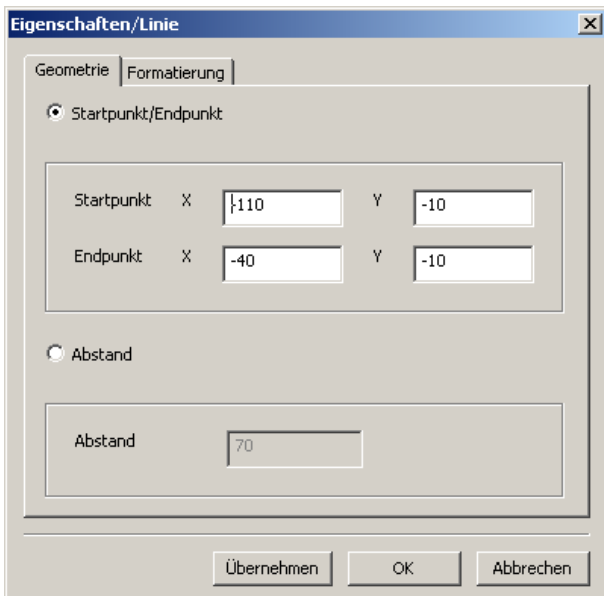 Eigenschaften/Linie
Geometrie Formatierung
Startpunkt/Endpunkt
Startpunkt X -110 Y -10
Endpunkt X -40 Y -10
Abstand
Abstand 70
Übernehmen OK Abbrechen